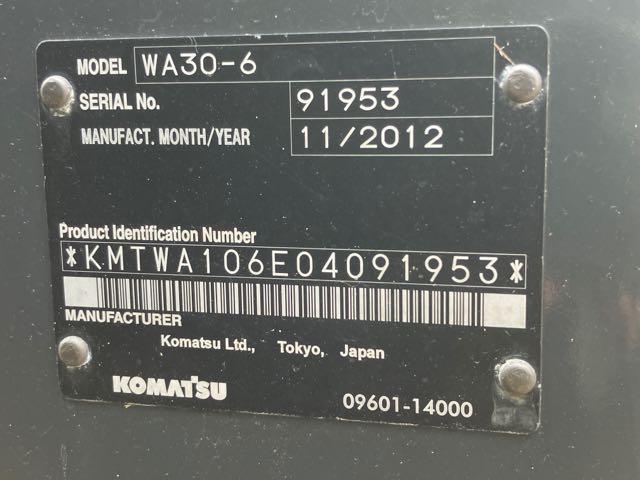 MODEL WA30-6
SERIAL No. 91953
MANUFACT. MONTH/YEAR 11/2012
Product Identification Number
*KMTWA106E04091953*
MANUFACTURER
Komatsu Ltd., Tokyo, Japan
KOMATSU
09601-14000